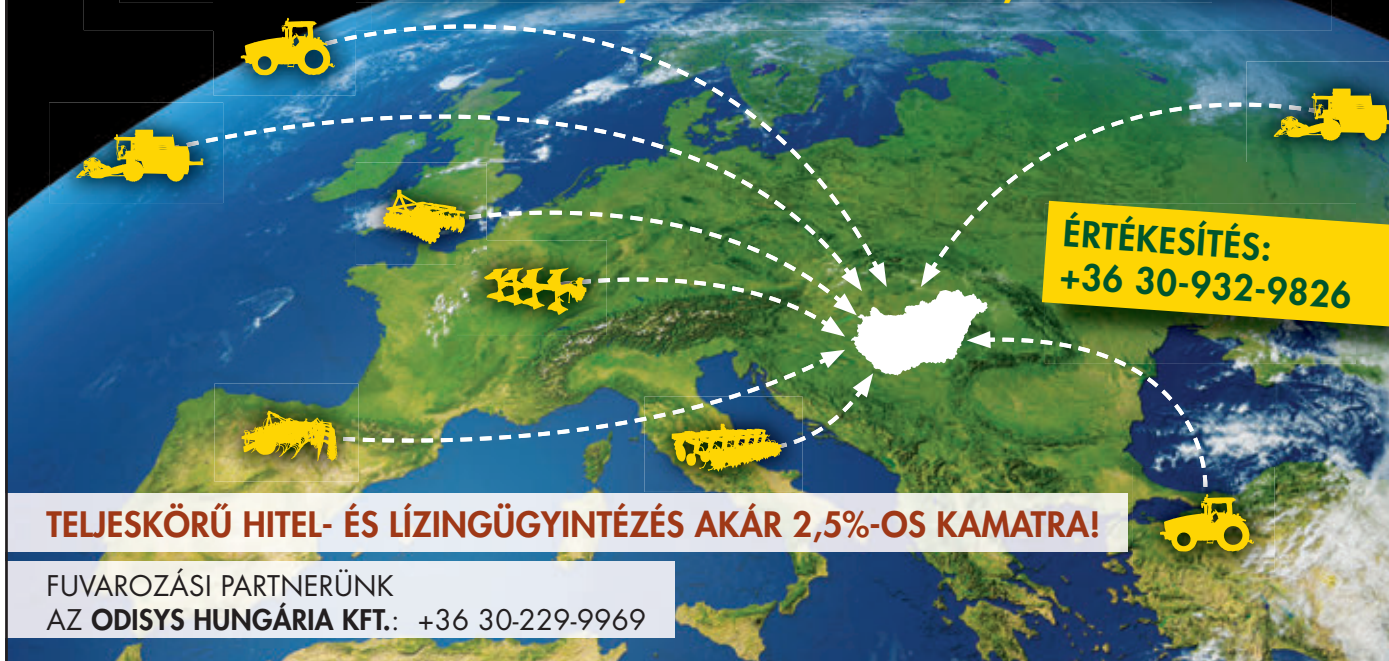 ÉRTÉKESÍTÉS:
+36 30-932-9826
TELJESKÖRŰ HITEL- ÉS LÍZINGÜGYINTÉZÉS AKÁR 2,5%-OS KAMATRA!
FUVAROZÁSI PARTNERÜNK
AZ ODISYS HUNGÁRIA KFT.: +36 30-229-9969